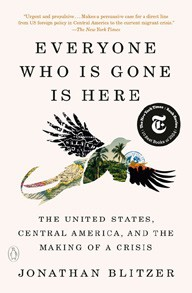 "Urgent and propulsive . . . Makes a persuasive case for a direct line
from US foreign policy in Central America to the current migrant crisis."
—The New York Times
EVERYONE
WHO IS GONE
IS HERE
THE UNITED STATES,
CENTRAL AMERICA, AND THE
MAKING OF A CRISIS
JONATHAN BLITZER